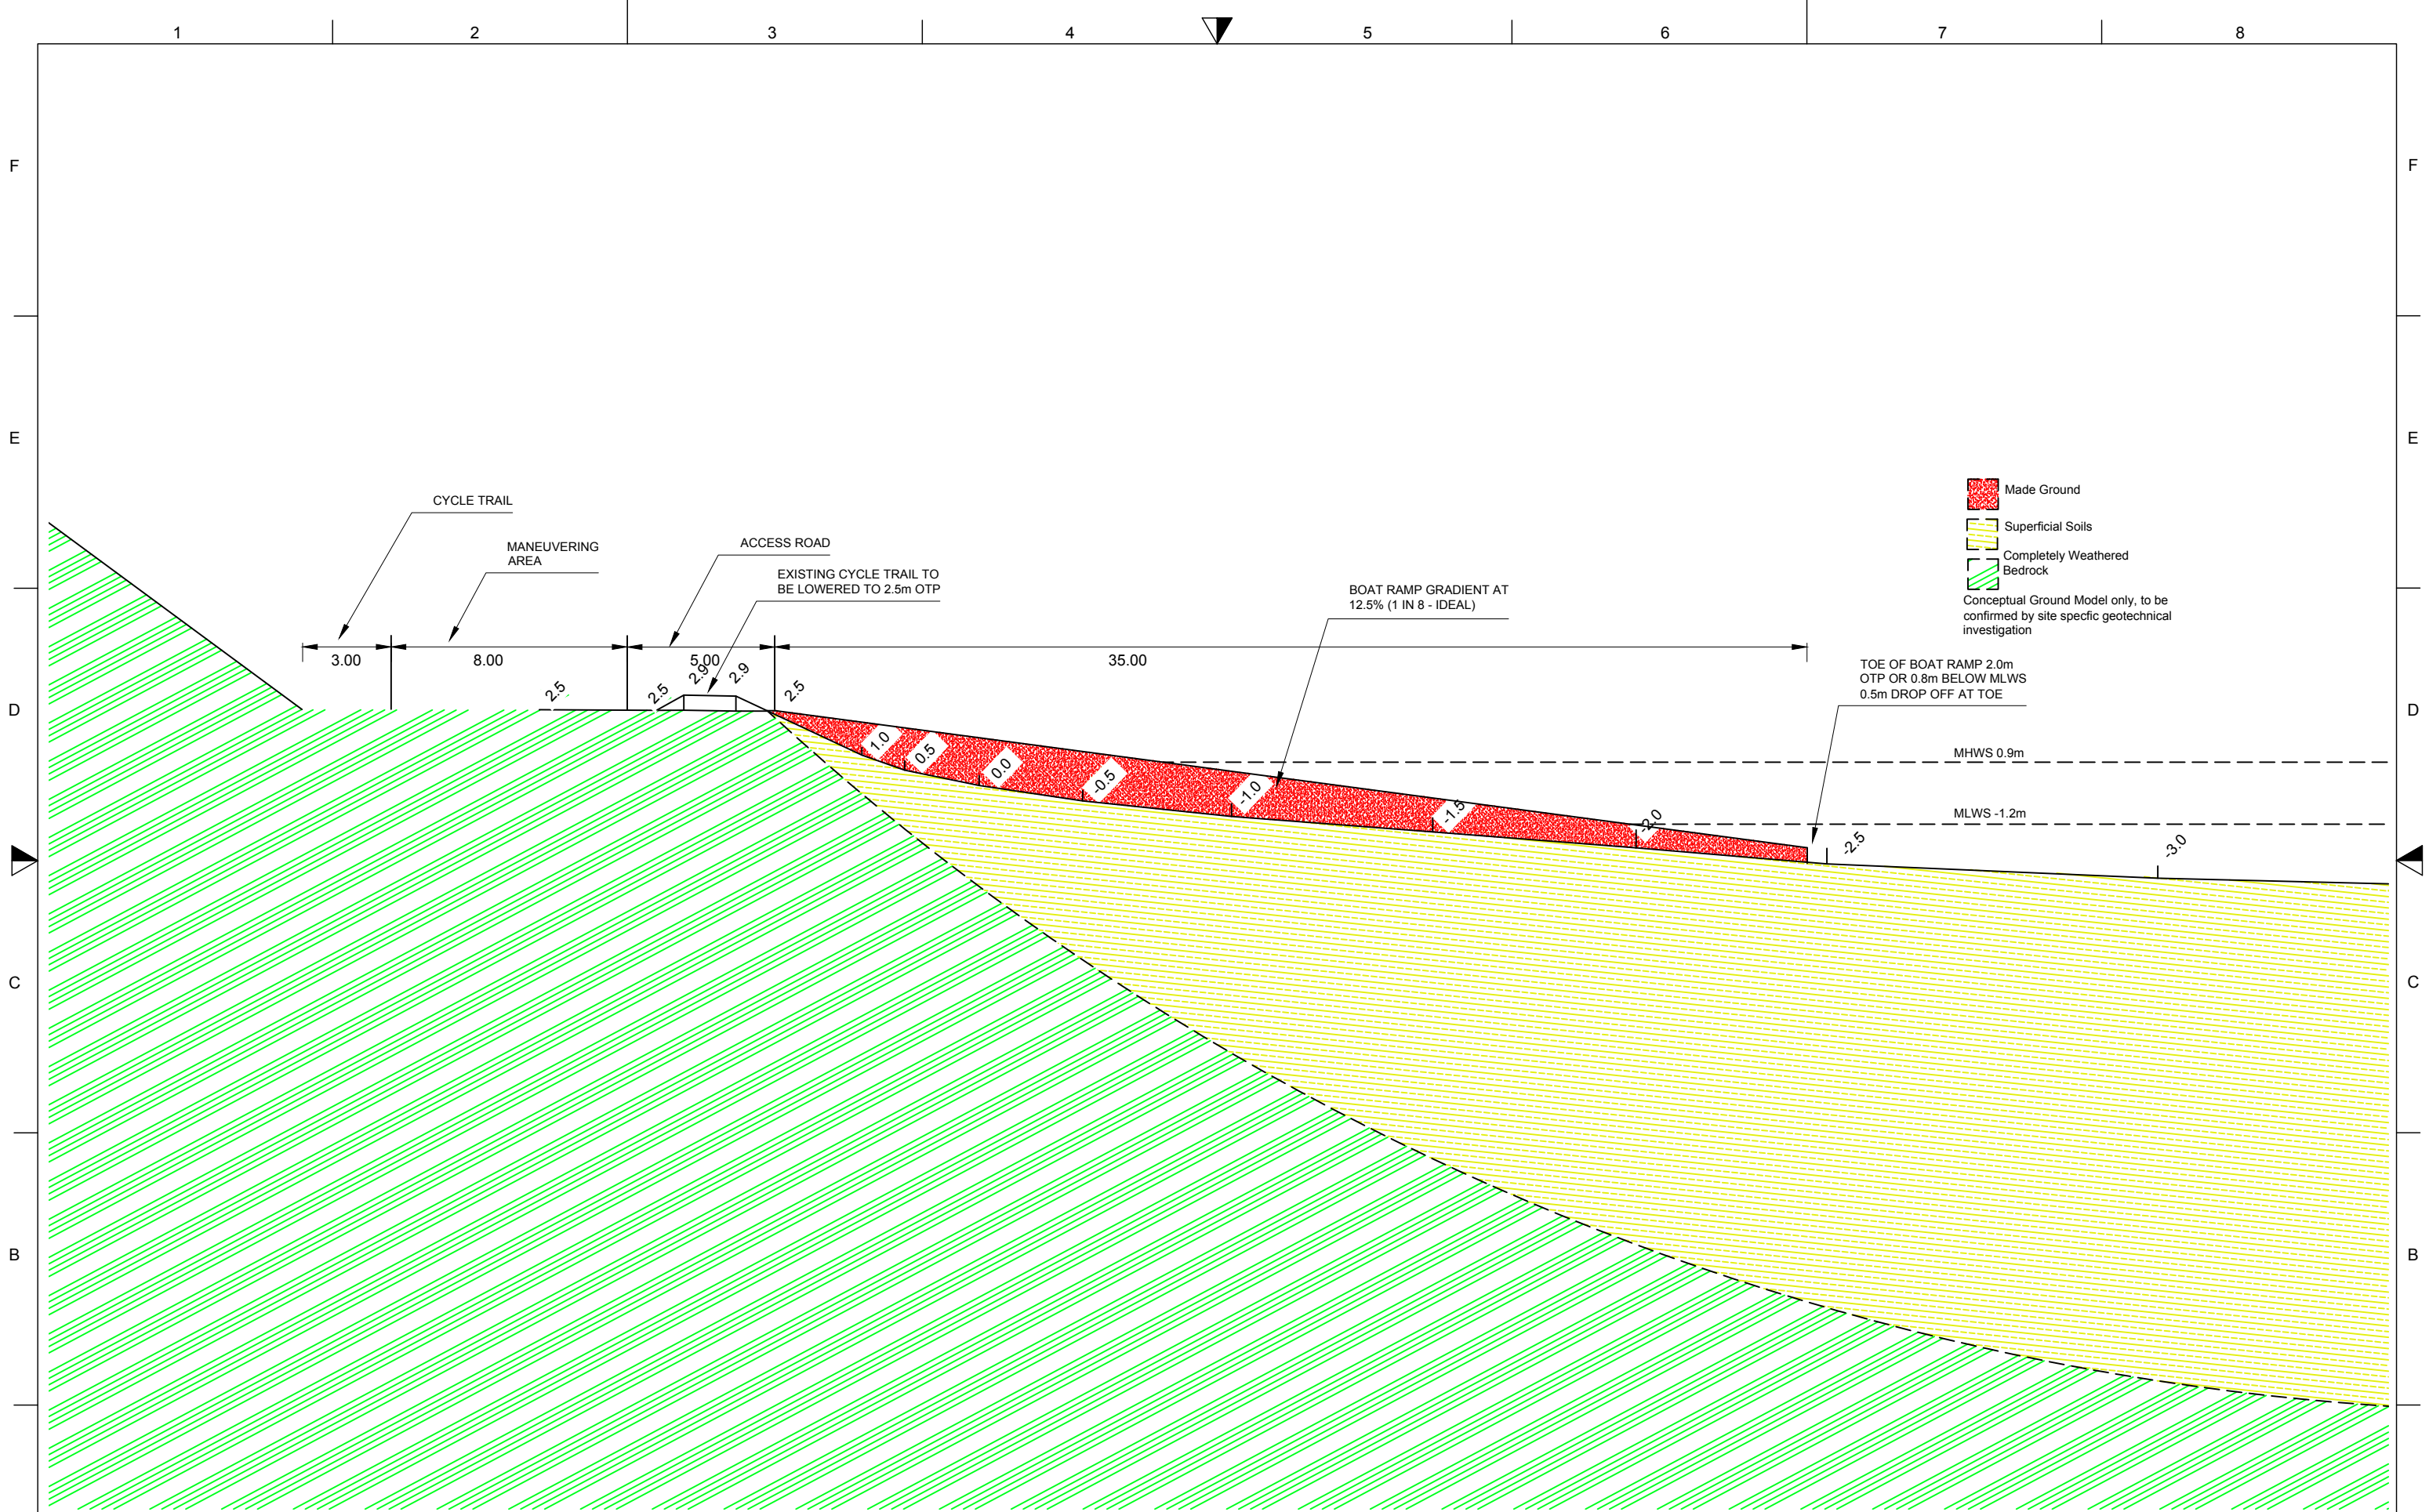 1 2 3 4 5 6 7 8
F F
E E
CYCLE TRAIL
MANEUVERING
AREA
ACCESS ROAD
EXISTING CYCLE TRAIL TO
BE LOWERED TO 2.5m OTP
BOAT RAMP GRADIENT AT
12.5% (1 IN 8 - IDEAL)
Made Ground
Superficial Soils
Completely Weathered
Bedrock
Conceptual Ground Model only, to be
confirmed by site specfic geotechnical
investigation
3.00 8.00 5.00 35.00
TOE OF BOAT RAMP 2.0m
OTP OR 0.8m BELOW MLWS
0.5m DROP OFF AT TOE
2.5 2.5 2.9 2.9 2.5
D D
MHWS 0.9m
1.0 0.5 0.0 -0.5 -1.0 -1.5 -2.0 -2.5 -3.0
MLWS -1.2m
C C
B B